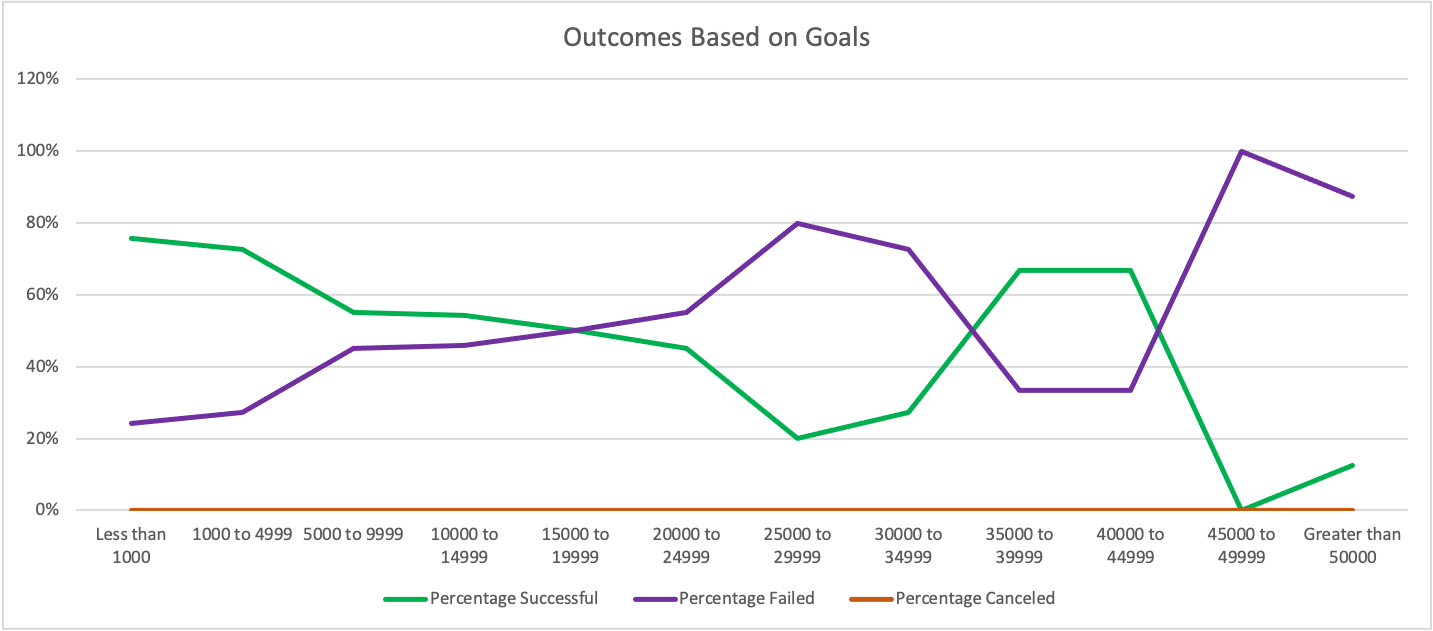 Outcomes Based on Goals
120%
100%
80%
60%
40%
20%
0%
Less than
1000
1000 to 4999
5000 to 9999
10000 to
14999
15000 to
19999
20000 to
24999
25000 to
29999
30000 to
34999
35000 to
39999
40000 to
44999
45000 to
49999
Greater than
50000
Percentage Successful
Percentage Failed
Percentage Canceled